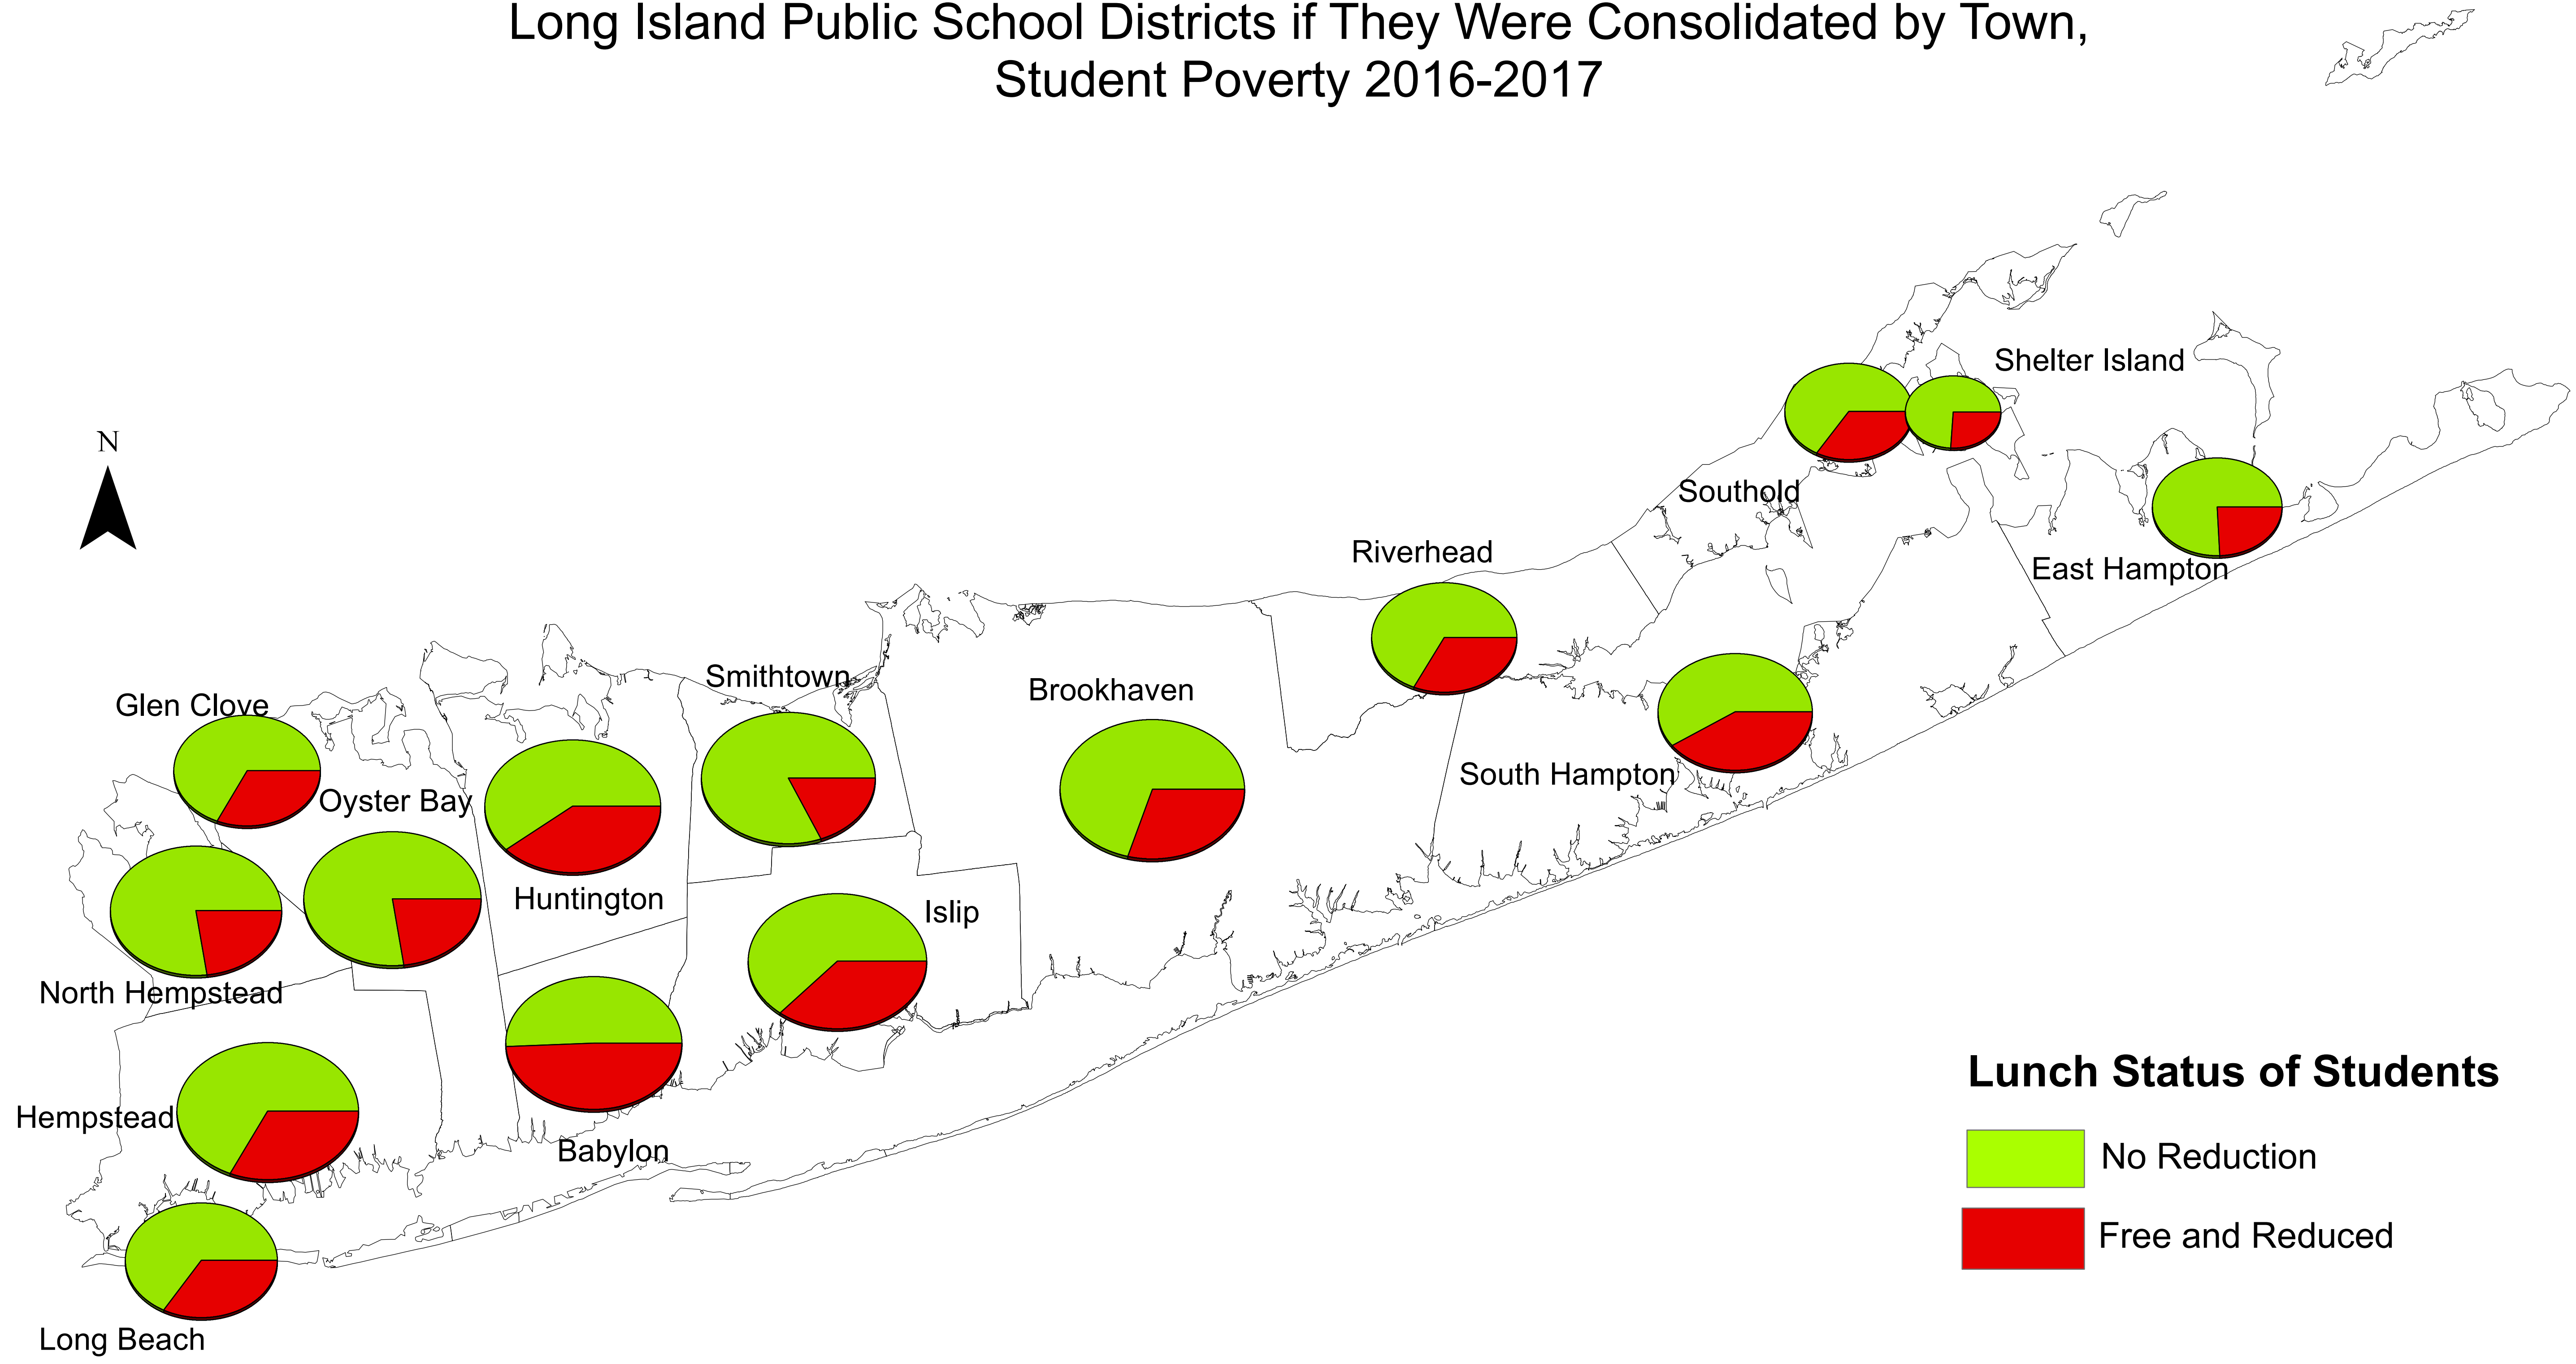 Long Island Public School Districts if They Were Consolidated by Town,
Student Poverty 2016-2017
Shelter Island
N
Southold
Riverhead
East Hampton
Smithtown
Brookhaven
Glen Clove
South Hampton
Oyster Bay
Huntington
Islip
North Hempstead
Lunch Status of Students
Hempstead
Babylon
No Reduction
Free and Reduced
Long Beach